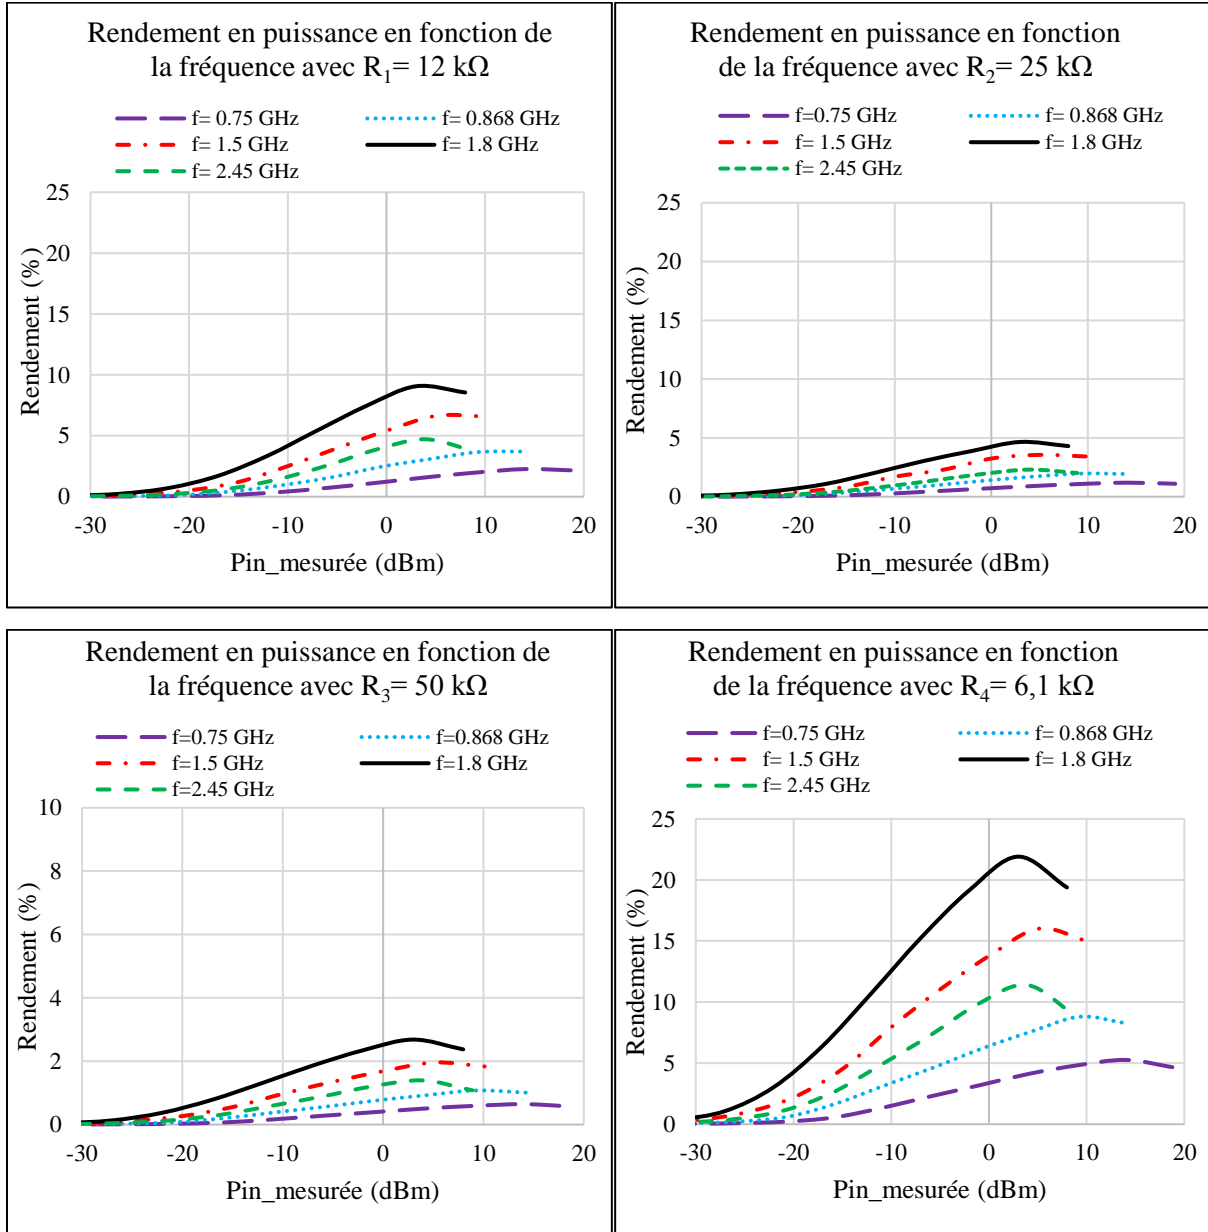 Rendement en puissance en fonction de
la fréquence avec R₁= 12 kΩ
f= 0.75 GHz
f= 0.868 GHz
f= 1.5 GHz
f= 1.8 GHz
f= 2.45 GHz
25
20
15
10
5
0
-30 -20 -10 0 10 20
Rendement (%)
Pin_mesurée (dBm)
Rendement en puissance en fonction
de la fréquence avec R₂= 25 kΩ
f=0.75 GHz
f= 0.868 GHz
f= 1.5 GHz
f= 1.8 GHz
f= 2.45 GHz
25
20
15
10
5
0
-30 -20 -10 0 10 20
Rendement (%)
Pin_mesurée (dBm)
Rendement en puissance en fonction de
la fréquence avec R₃= 50 kΩ
f=0.75 GHz
f=0.868 GHz
f=1.5 GHz
f=1.8 GHz
f=2.45 GHz
10
8
6
4
2
0
-30 -20 -10 0 10 20
Rendement (%)
Pin_mesurée (dBm)
Rendement en puissance en fonction
de la fréquence avec R₄= 6,1 kΩ
f=0.75 GHz
f= 0.868 GHz
f= 1.5 GHz
f= 1.8 GHz
f= 2.45 GHz
25
20
15
10
5
0
-30 -20 -10 0 10 20
Rendement (%)
Pin_mesurée (dBm)